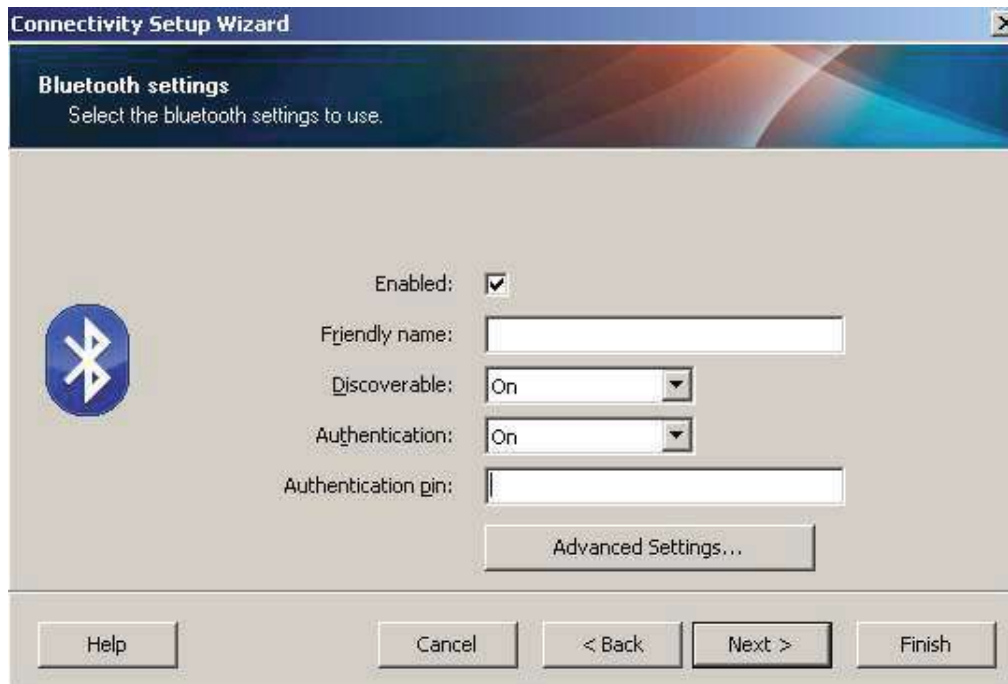 Connectivity Setup Wizard
Bluetooth settings
Select the bluetooth settings to use.
Enabled:
Friendly name:
Discoverable: On
Authentication: On
Authentication pin:
Advanced Settings...
Help Cancel < Back Next > Finish